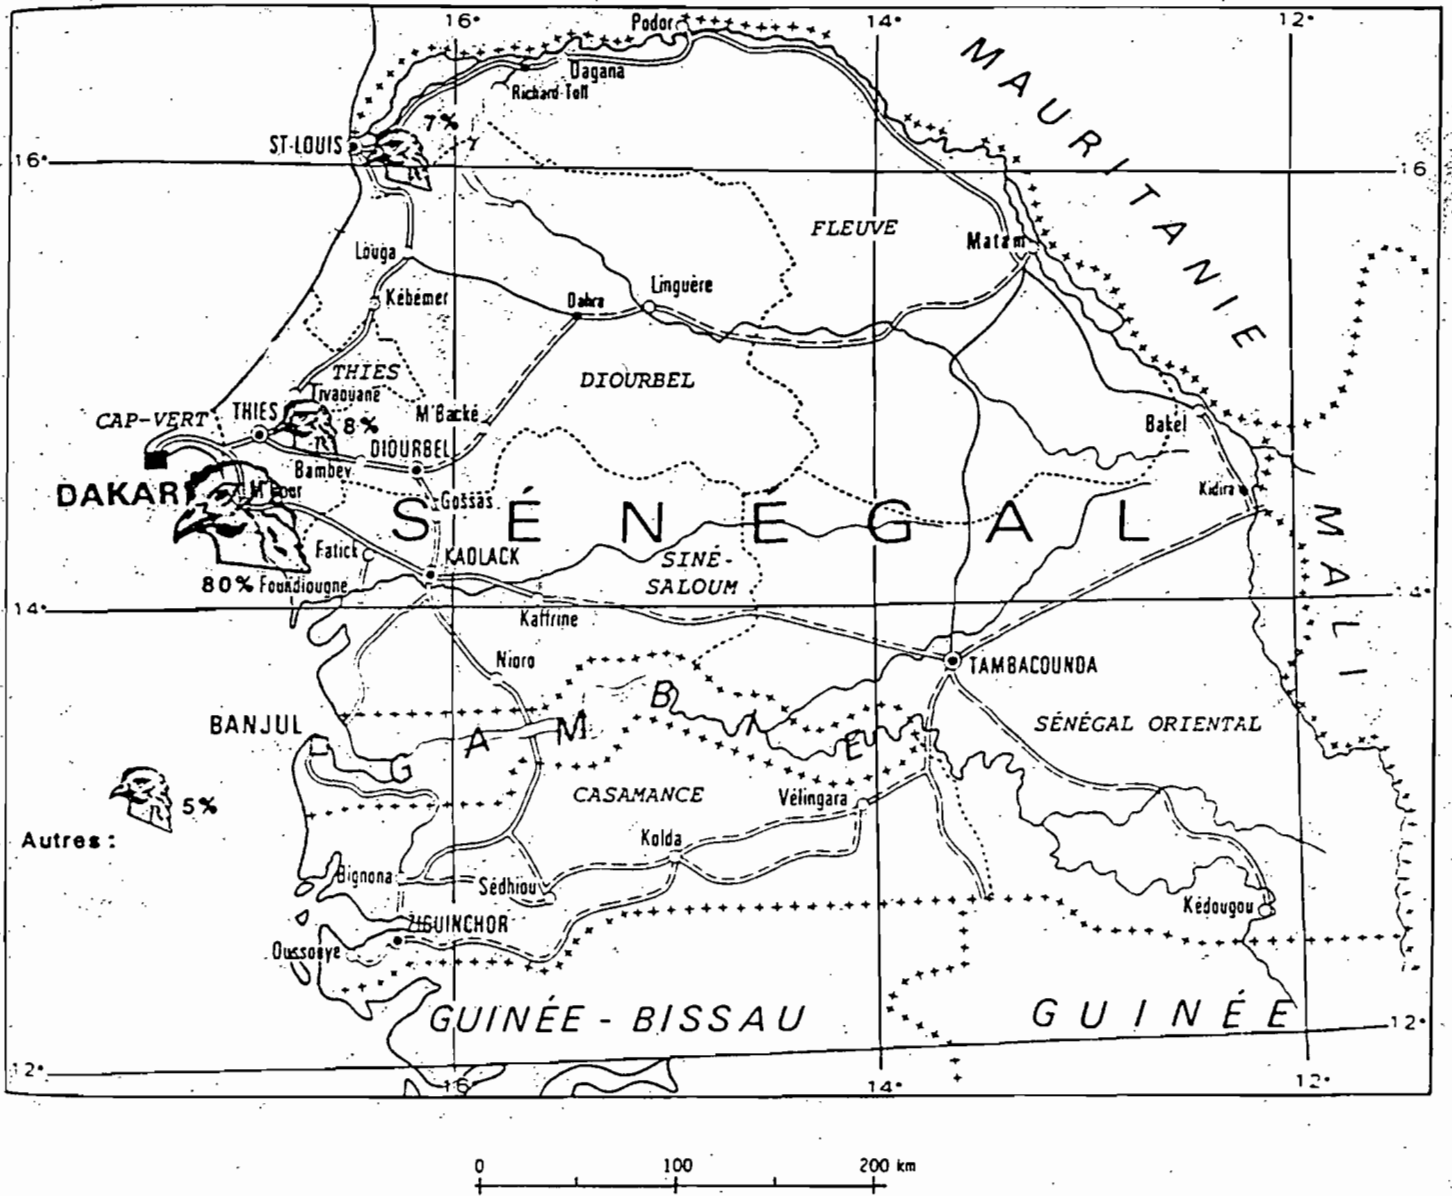 16° 14° 12°
Podor
MAURITANIE
Dagana
Richard-Toll
7%
ST-LOUIS
16° 16
FLEUVE
Matam
Louga
Linguère
Kébémer
Dahra
THIES
DIOURBEL
Tivaouane
M'Backé
CAP-VERT
THIES
8%
Bakel
DIOURBEL
Bambey
DAKAR
M'Bour
Gossas
Kidira
SÉNÉGAL
MALI
Fatick
KAOLACK
SINÉ-
SALOUM
80% Foundiougne
14° 14°
Kaffrine
Nioro
TAMBACOUNDA
BANJUL
GAMBIE
SÉNÉGAL ORIENTAL
5%
CASAMANCE
Vélingara
Autres :
Kolda
Bignona
Sédhiou
Kédougou
ZIGUINCHOR
Oussouye
GUINÉE-BISSAU
GUINÉE
12°
12°
16 14° 12°
0 100 200 km